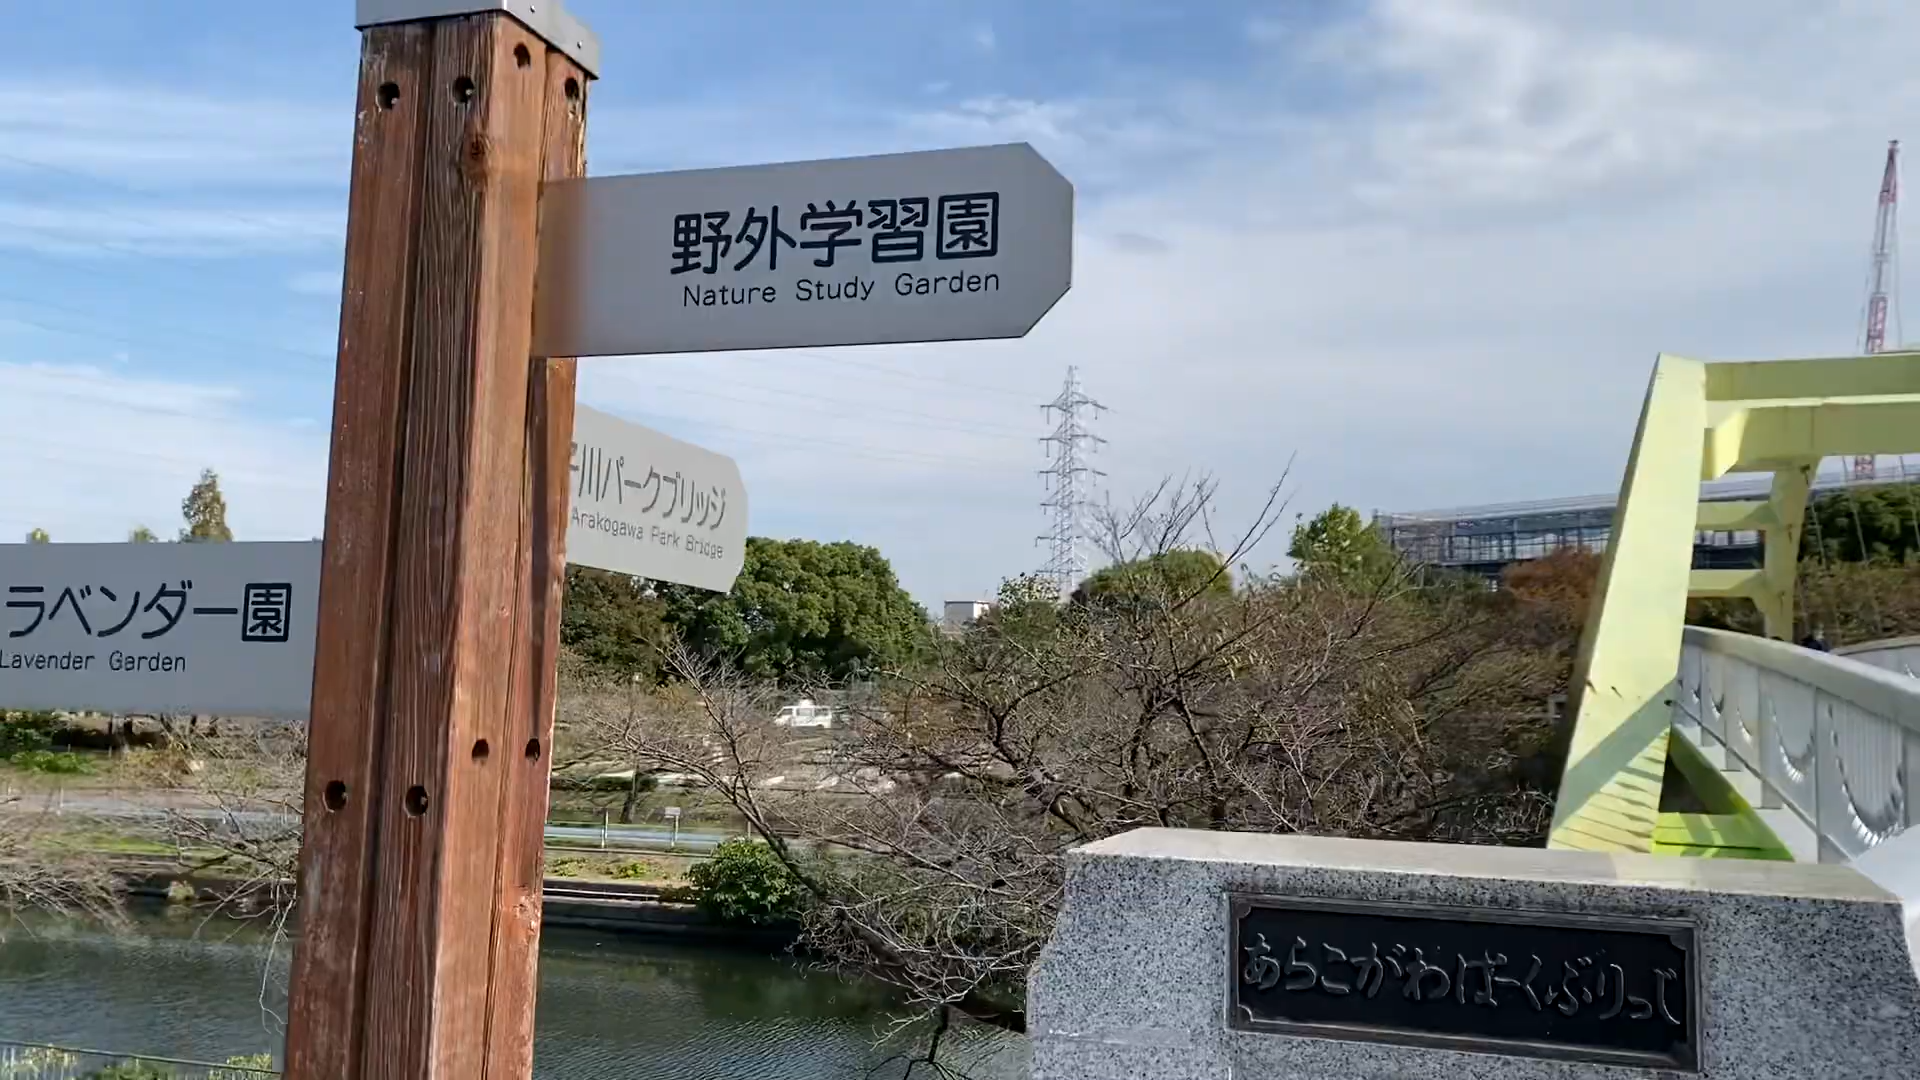 野外学習園
Nature Study Garden
川パークブリッジ
Arakogawa Park Bridge
ラベンダー園
Lavender Garden
あらこがわぱーくぶりっじ